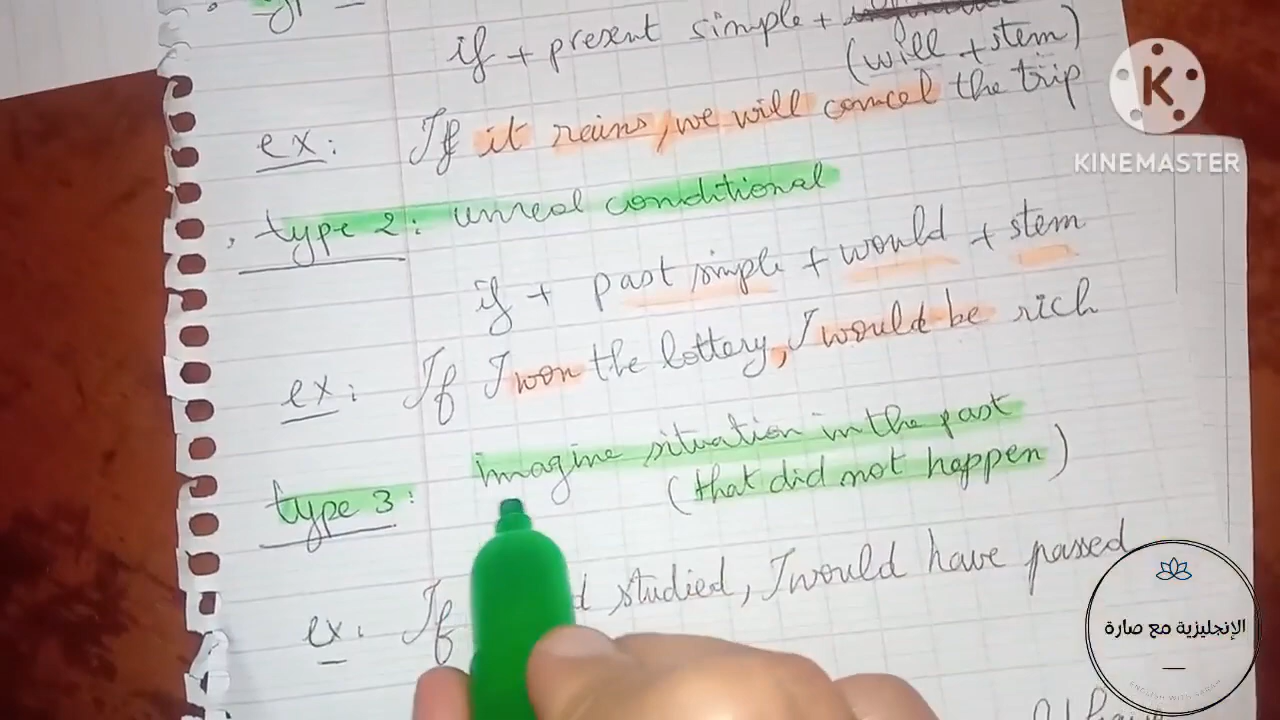 if + present simple +
(will + stem)
ex: If it rains, we will cancel the trip
type 2: unreal conditional
if + past simple + would + stem
ex: If I won the lottery, I would be rich
type 3: imagine situation in the past
(that did not happen)
ex: If studied, I would have passed
KINEMASTER
الإنجليزية مع صارة